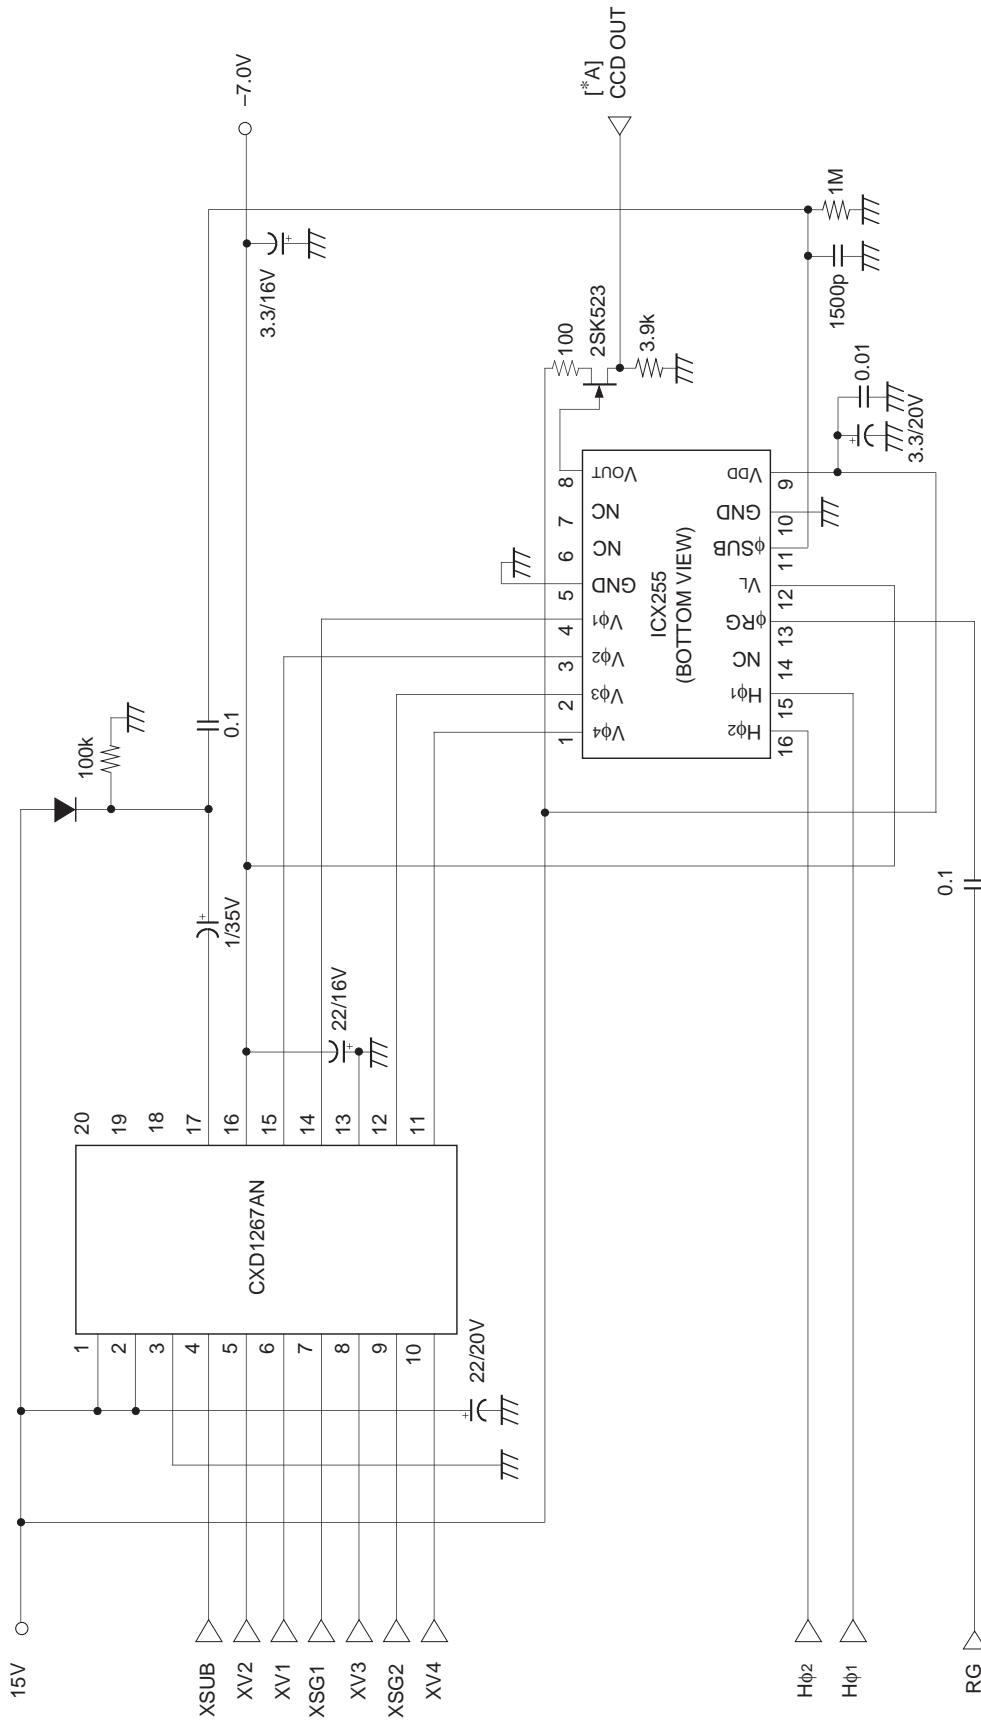 15V
XSUB
XV2
XV1
XSG1
XV3
XSG2
XV4
Hϕ2
Hϕ1
RG
1
2
3
4
5
6
7
8
9
10
22/20V
CXD1267AN
20
19
18
17
16
15
14
13
12
11
1/35V
+
22/16V
+
100k
0.1
–7.0V
3.3/16V
+
[*A]
CCD OUT
100
2SK523
3.9k
1
2
3
4
5
6
7
8
Vϕ4
Vϕ3
Vϕ2
Vϕ1
GND
NC
NC
VOUT
ICX255
(BOTTOM VIEW)
Hϕ2
Hϕ1
NC
ϕRG
VL
ϕSUB
GND
VDD
16
15
14
13
12
11
10
9
+
3.3/20V
0.01
1500p
1M
0.1
+